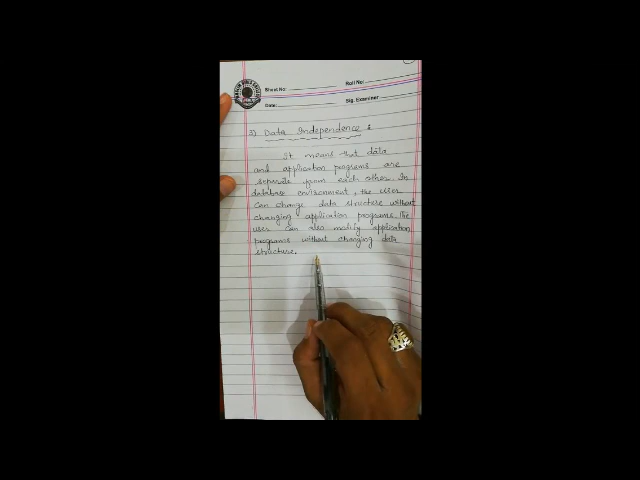 Sheet No: Roll No:
Date: Sig. Examiner
Data Independence :
It means that data
and application programs are
separate from each other. In
database environment, the user
can change data structure without
changing application programs. The
user can also modify application
programs without changing data
structure.